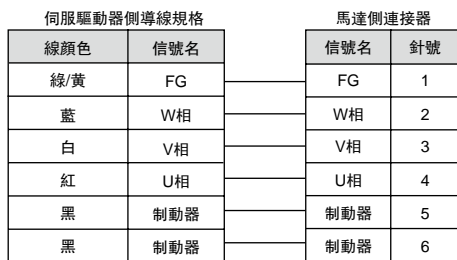 伺服驅動器側導線規格 馬達側連接器
線顏色 信號名 信號名 針號
綠/黃 FG FG 1
藍 W相 W相 2
白 V相 V相 3
紅 U相 U相 4
黑 制動器 制動器 5
黑 制動器 制動器 6